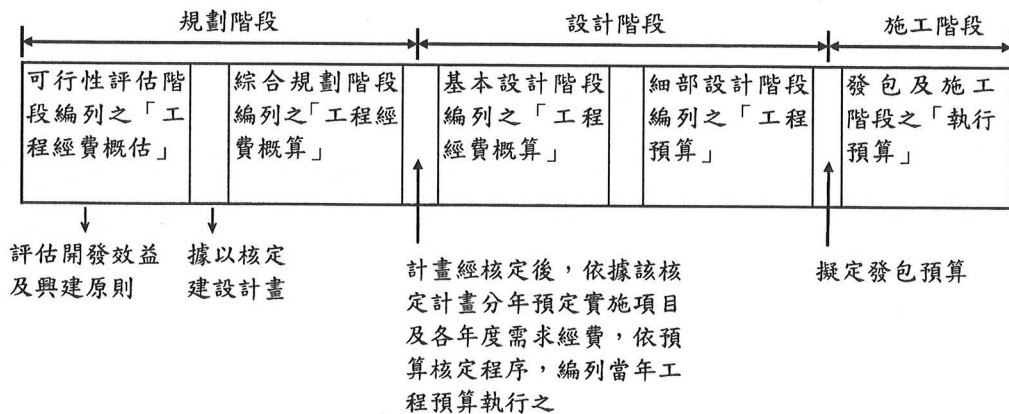 規劃階段
設計階段
施工階段
可行性評估階
段編列之「工
程經費概估」
綜合規劃階段
編列之「工程經
費概算」
基本設計階段
編列之「工程
經費概算」
細部設計階段
編列之「工程
預算」
發包及施工
階段之「執行
預算」
評估開發效益
及興建原則
據以核定
建設計畫
計畫經核定後，依據該核
定計畫分年預定實施項目
及各年度需求經費，依預
算核定程序，編列當年工
程預算執行之
擬定發包預算